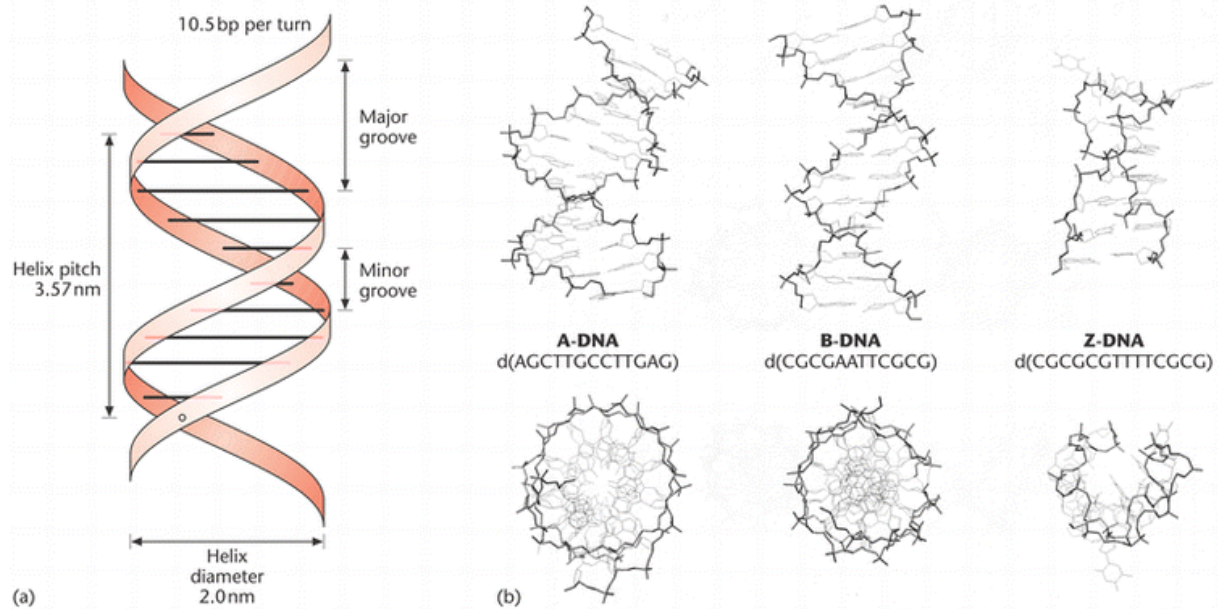 10.5 bp per turn
Major
groove
Helix pitch
3.57 nm
Minor
groove
Helix
diameter
2.0 nm
(a)
A-DNA
d(AGCTTGCCTTGAG)
B-DNA
d(CGCGAATTCGCG)
Z-DNA
d(CGCGCGTTTTCGCG)
(b)